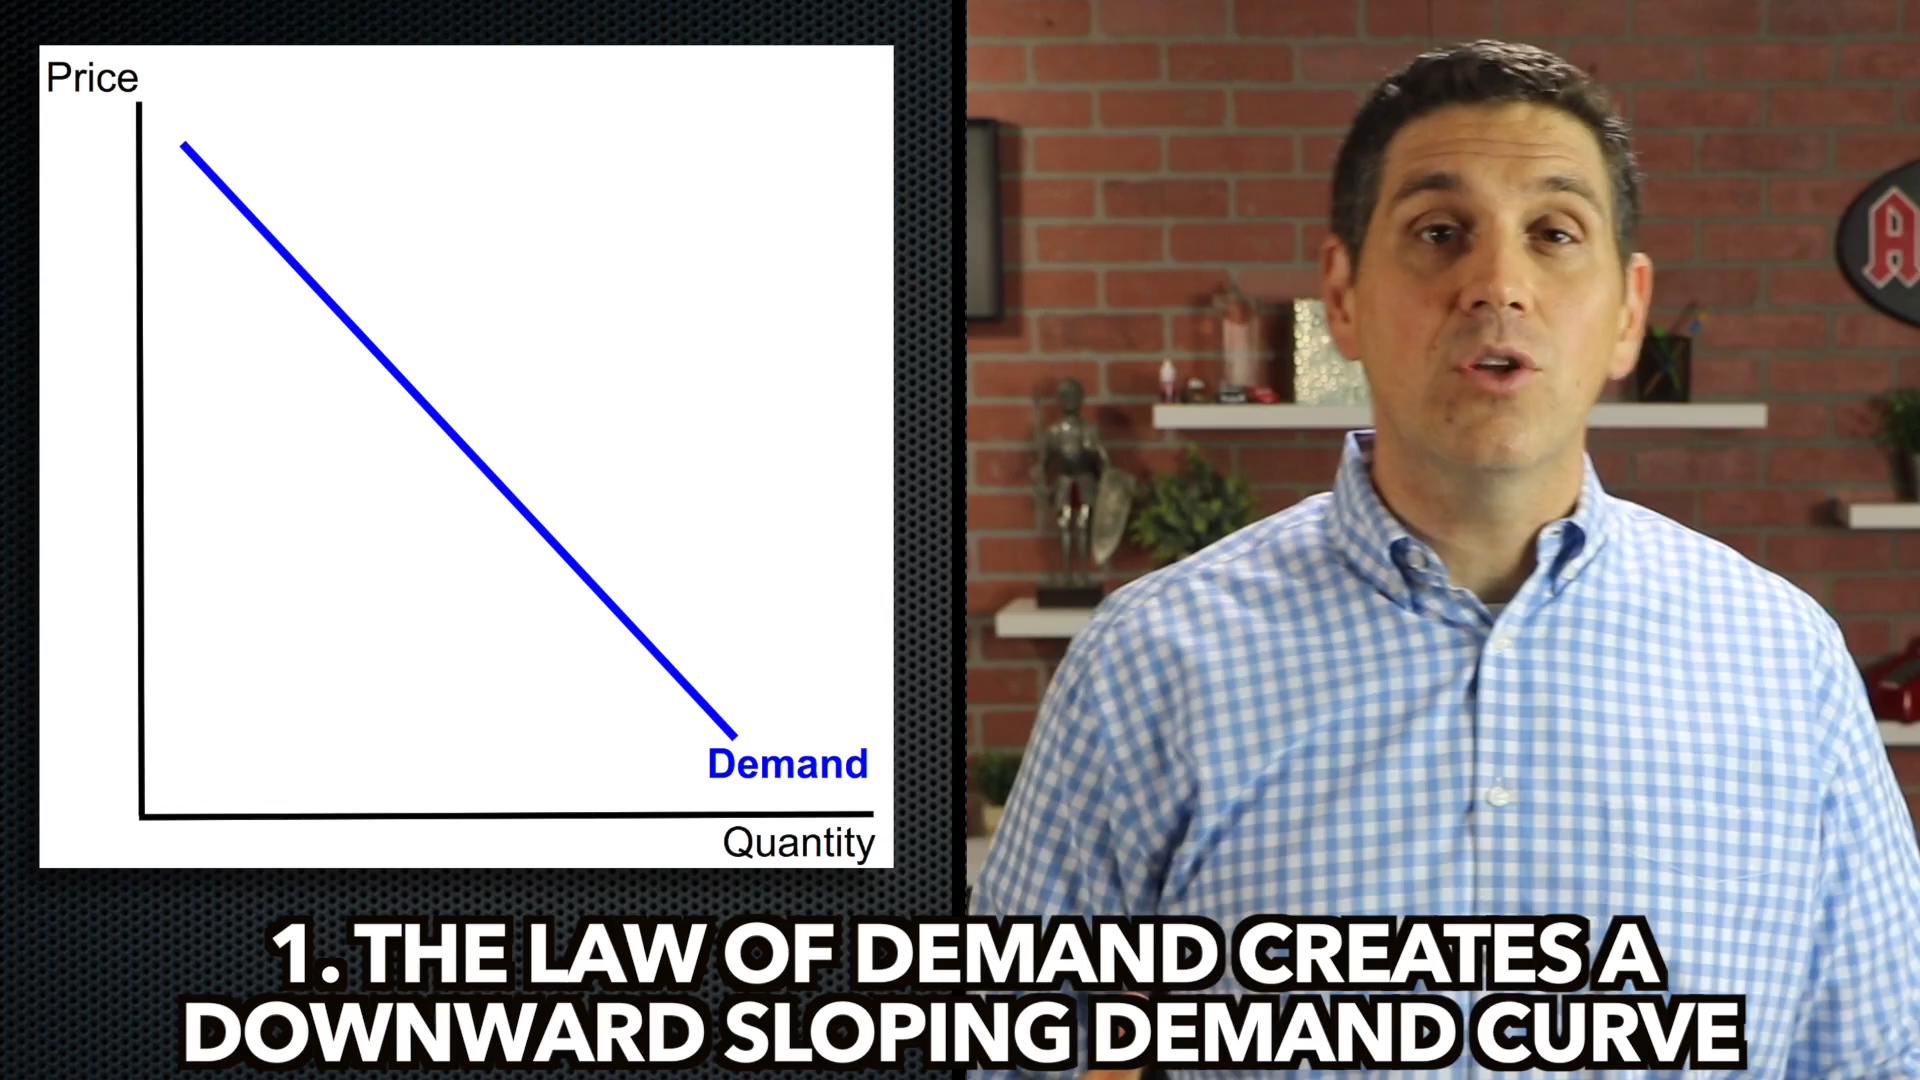 Price
Demand
Quantity
A
1. THE LAW OF DEMAND CREATES A
DOWNWARD SLOPING DEMAND CURVE